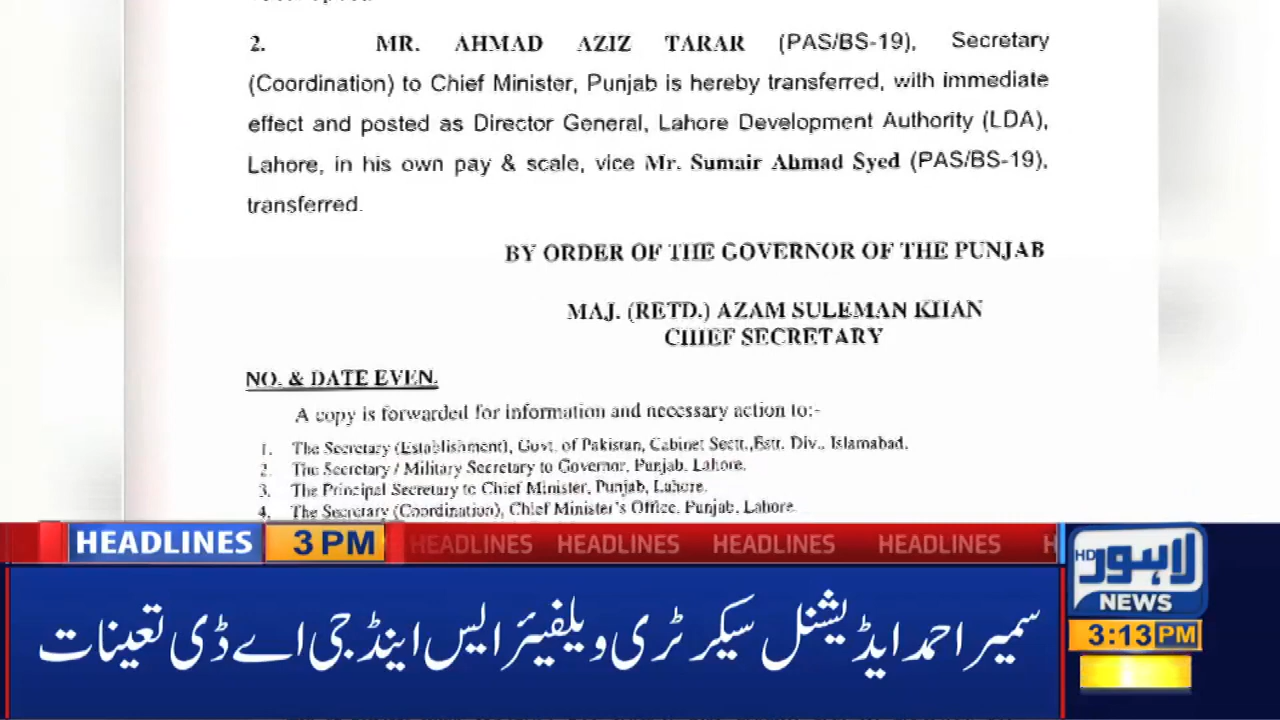 2. MR. AHMAD AZIZ TARAR (PAS/BS-19), Secretary
(Coordination) to Chief Minister, Punjab is hereby transferred, with immediate
effect and posted as Director General, Lahore Development Authority (LDA),
Lahore, in his own pay & scale, vice Mr. Sumair Ahmad Syed (PAS/BS-19),
transferred.
BY ORDER OF THE GOVERNOR OF THE PUNJAB
MAJ. (RETD.) AZAM SULEMAN KHAN
CHIEF SECRETARY
NO. & DATE EVEN.
A copy is forwarded for information and necessary action to:-
1. The Secretary (Establishment), Govt. of Pakistan, Cabinet Sectt.,Estt. Div., Islamabad.
2. The Secretary / Military Secretary to Governor, Punjab, Lahore.
3. The Principal Secretary to Chief Minister, Punjab, Lahore.
4. The Secretary (Coordination), Chief Minister's Office, Punjab, Lahore.
HEADLINES 3 PM HEADLINES HEADLINES HEADLINES HEADLINES H
HD لاہور
NEWS
3:13 PM
سمیر احمد ایڈیشنل سیکرٹری ویلفیئر ایس اینڈ جی اے ڈی تعینات